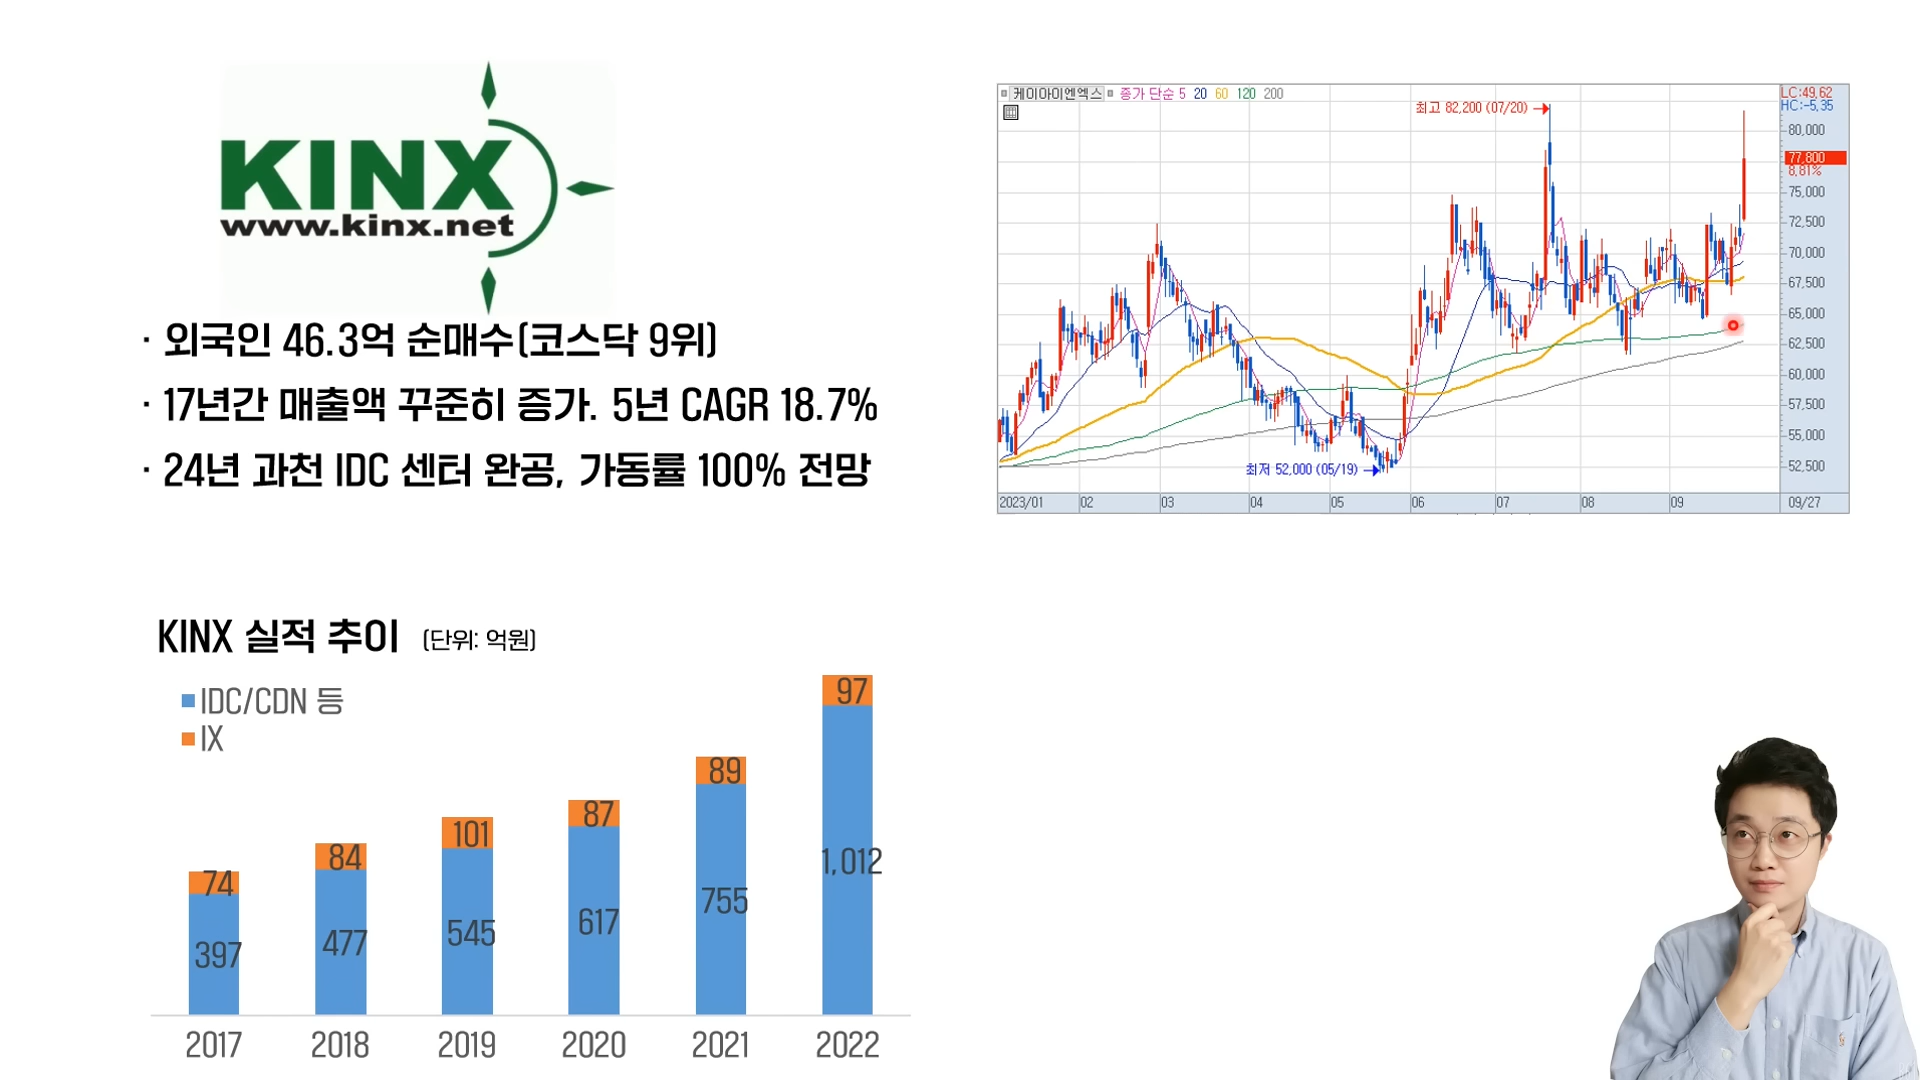 KINX
www.kinx.net
· 외국인 46.3억 순매수(코스닥 9위)
· 17년간 매출액 꾸준히 증가. 5년 CAGR 18.7%
· 24년 과천 IDC 센터 완공, 가동률 100% 전망
케이아이엔엑스 종가 단순 5 20 60 120 200
LC:49,62
HC:-5,35
최고 82,200 (07/20)
80,000
77,800
8,81%
75,000
72,500
70,000
67,500
65,000
62,500
60,000
57,500
55,000
52,500
최저 52,000 (05/19)
2023/01 02 03 04 05 06 07 08 09 09/27
KINX 실적 추이 (단위: 억원)
IDC/CDN 등
IX
74 84 101 87 89 97
397 477 545 617 755 1,012
2017 2018 2019 2020 2021 2022